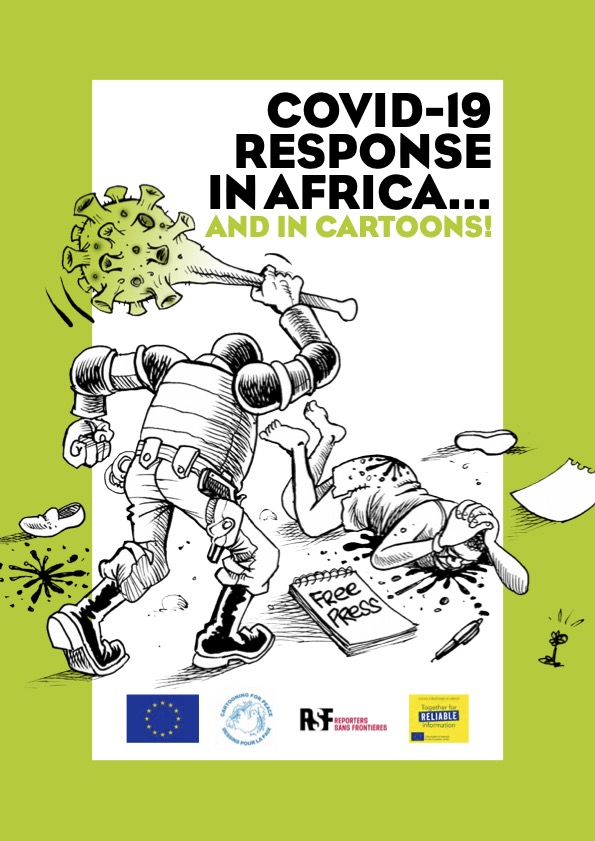 COVID-19
RESPONSE
IN AFRICA...
AND IN CARTOONS!
Free
PRESS
CARTOONING FOR PEACE
DESSINS POUR LA PAIX
RSF REPORTERS
SANS FRONTIERES
Together for
RELIABLE
information